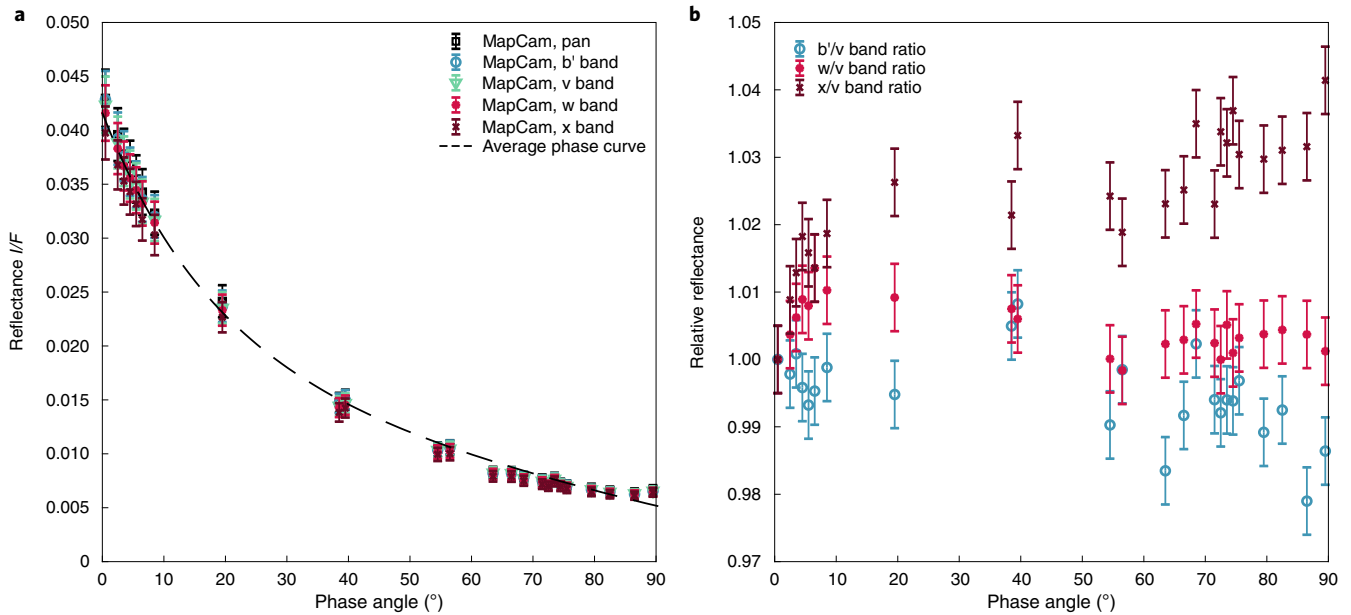 a
0.050
0.045
0.040
0.035
0.030
0.025
0.020
0.015
0.010
0.005
0
Reflectance I/F
MapCam, pan
MapCam, b' band
MapCam, v band
MapCam, w band
MapCam, x band
Average phase curve
0 10 20 30 40 50 60 70 80 90
Phase angle (°)
b
1.05
1.04
1.03
1.02
1.01
1.00
0.99
0.98
0.97
Relative reflectance
b'/v band ratio
w/v band ratio
x/v band ratio
0 10 20 30 40 50 60 70 80 90
Phase angle (°)